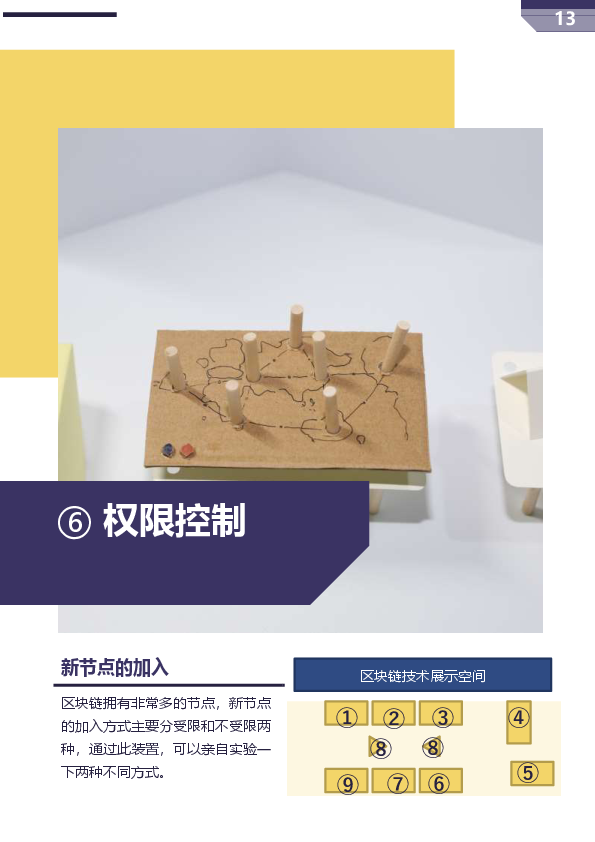 13
⑥ 权限控制
新节点的加入
区块链拥有非常多的节点，新节点
的加入方式主要分受限和不受限两
种，通过此装置，可以亲自实验一
下两种不同方式。
区块链技术展示空间
① ② ③ ④
⑧ ⑧
⑤
⑨ ⑦ ⑥